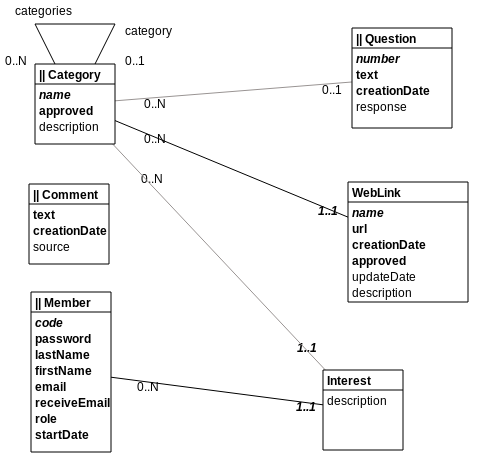 categories
category
0..N
0..1
|| Category
name
approved
description
|| Question
number
text
creationDate
response
0..N
0..1
0..N
0..N
|| Comment
text
creationDate
source
WebLink
name
url
creationDate
approved
updateDate
description
1..1
|| Member
code
password
lastName
firstName
email
receiveEmail
role
startDate
1..1
Interest
description
0..N
1..1